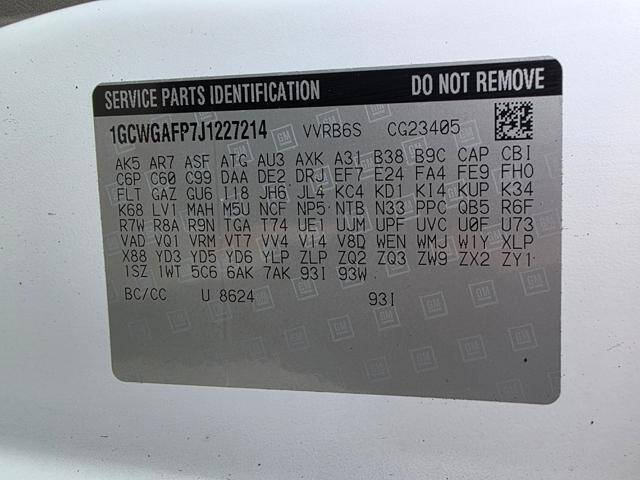 SERVICE PARTS IDENTIFICATION DO NOT REMOVE
1GCWGAFP7J1227214 VVRB6S CG23405
AK5 AR7 ASF ATG AU3 AXK A31 B38 B9C CAP CBI
C6P C60 C99 DAA DE2 DRJ EF7 E24 FA4 FE9 FHO
FLT GAZ GU6 I18 JH6 JL4 KC4 KD1 KI4 KUP K34
K68 LV1 MAH M5U NCF NP5 NTB N33 PPC QB5 R6F
R7W R8A R9N TGA T74 UE1 UJM UPF UVC U0F U73
VAD VQ1 VRM VT7 VV4 V14 V8D WEN WMJ W1Y XLP
X88 YD3 YD5 YD6 YLP ZLP ZQ2 ZQ3 ZW9 ZX2 ZY1
1SZ 1WT 5C6 6AK 7AK 93I 93W
BC/CC U 8624 93I